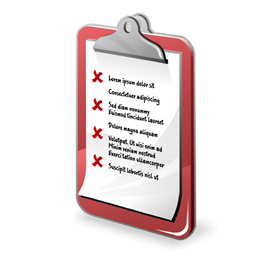 Lorem ipsum dolor sit
Consectetuer adipiscing
Sed diam nonummy
Euismod tincidunt laoreet
Dolore magna aliquam
Volutpat. Ut wisi enim ad
Minim veniam nostrud
Exerci tation ullamcorper
Suscipit lobortis nisl ut